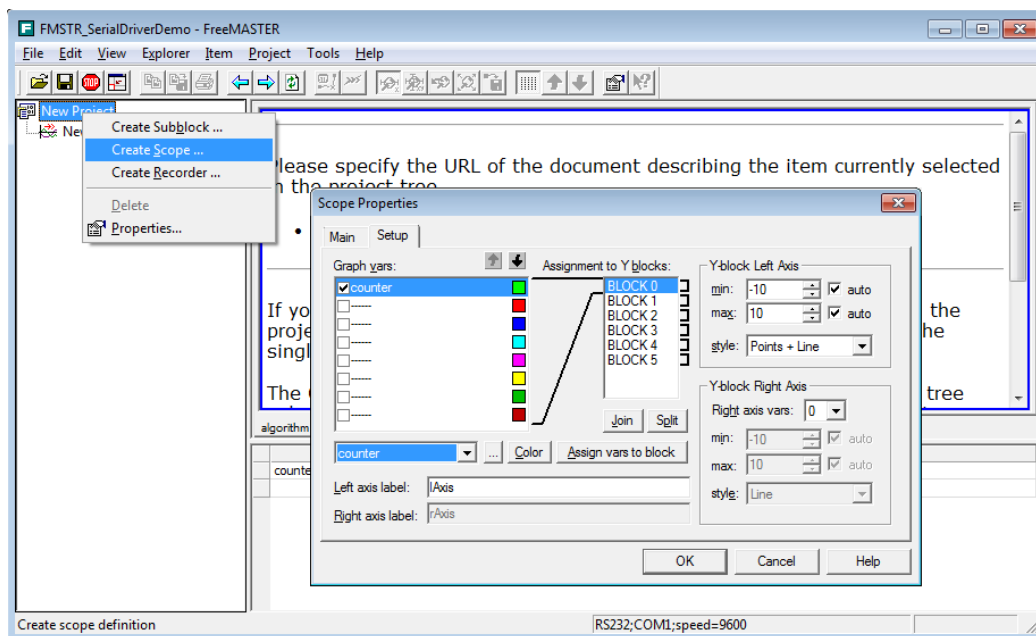 FMSTR_SerialDriverDemo - FreeMASTER
File Edit View Explorer Item Project Tools Help
New Project
Create Subblock ...
Create Scope ...
Create Recorder ...
Delete
Properties...
Please specify the URL of the document describing the item currently selected
in the project tree
If yo
the
proje
he
singl
The
tree
algorithm
counte
Scope Properties
Main Setup
Graph vars:
Assignment to Y blocks:
counter
------
------
------
------
------
------
------
BLOCK 0
BLOCK 1
BLOCK 2
BLOCK 3
BLOCK 4
BLOCK 5
Join Split
counter ... Color Assign vars to block
Left axis label: lAxis
Right axis label: rAxis
Y-block Left Axis
min: -10 auto
max: 10 auto
style: Points + Line
Y-block Right Axis
Right axis vars: 0
min: -10 auto
max: 10 auto
style: Line
OK Cancel Help
Create scope definition
RS232;COM1;speed=9600